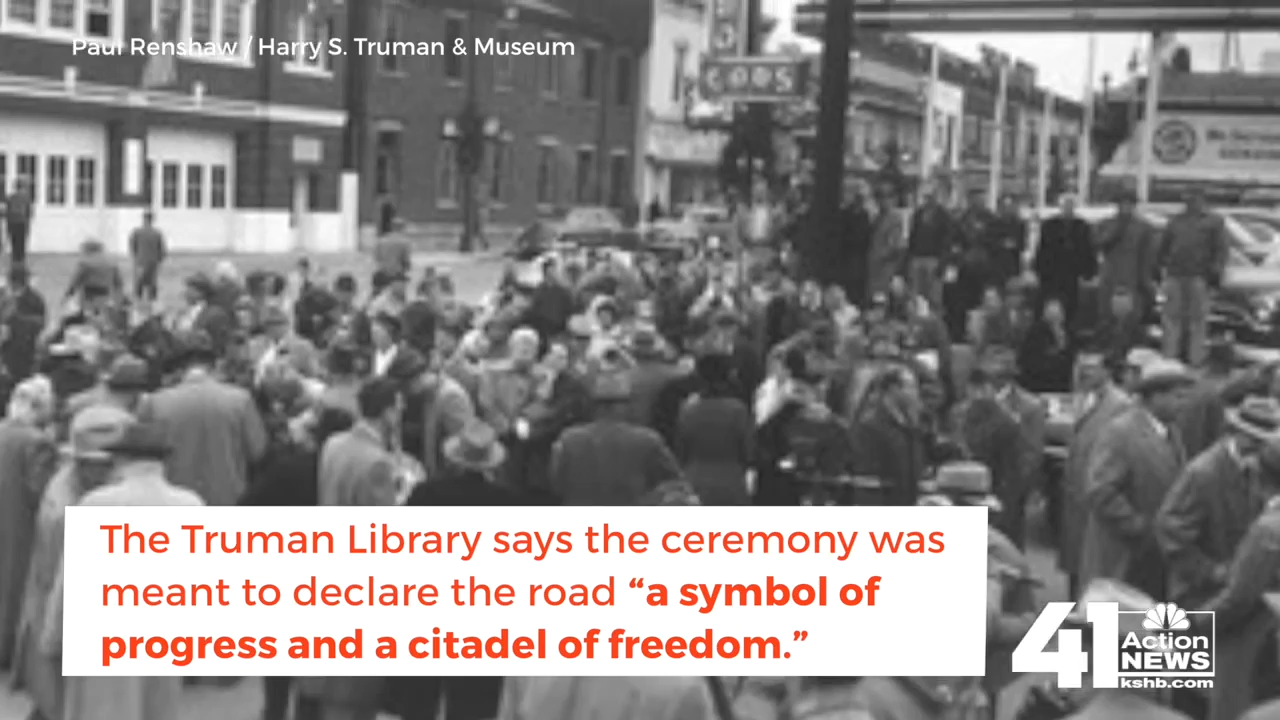 Paul Renshaw / Harry S. Truman & Museum
The Truman Library says the ceremony was
meant to declare the road “a symbol of
progress and a citadel of freedom.”
41
Action
NEWS
kshb.com